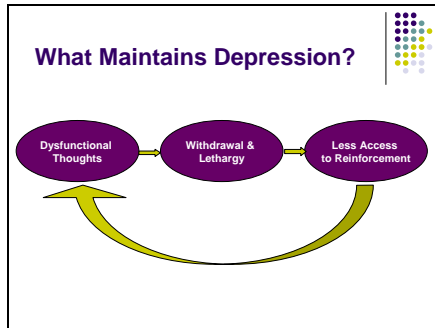 What Maintains Depression?
Dysfunctional
Thoughts
Withdrawal &
Lethargy
Less Access
to Reinforcement